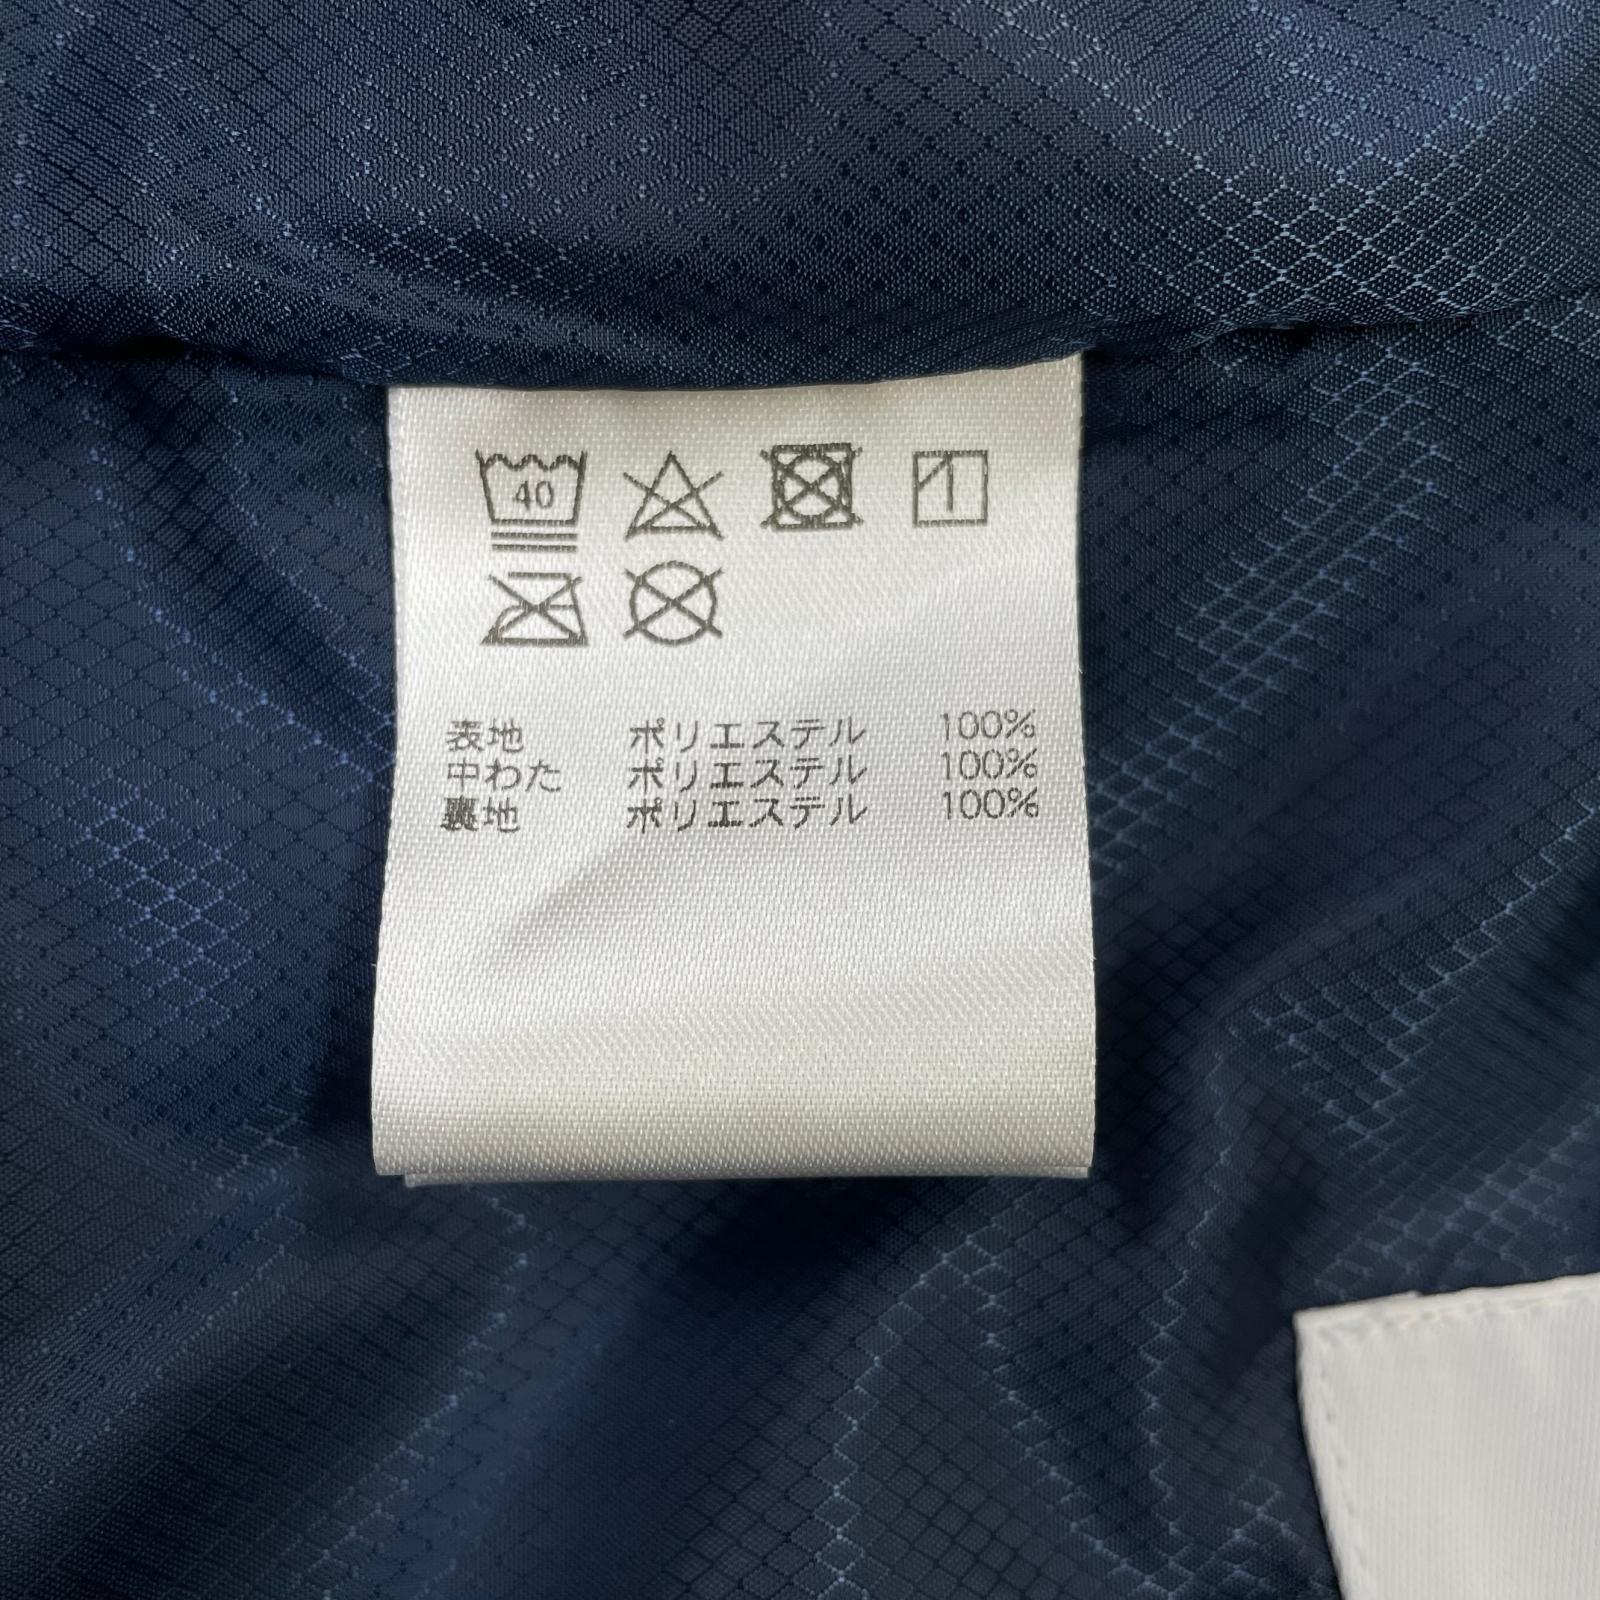 40
表地 ポリエステル 100%
中わた ポリエステル 100%
裏地 ポリエステル 100%